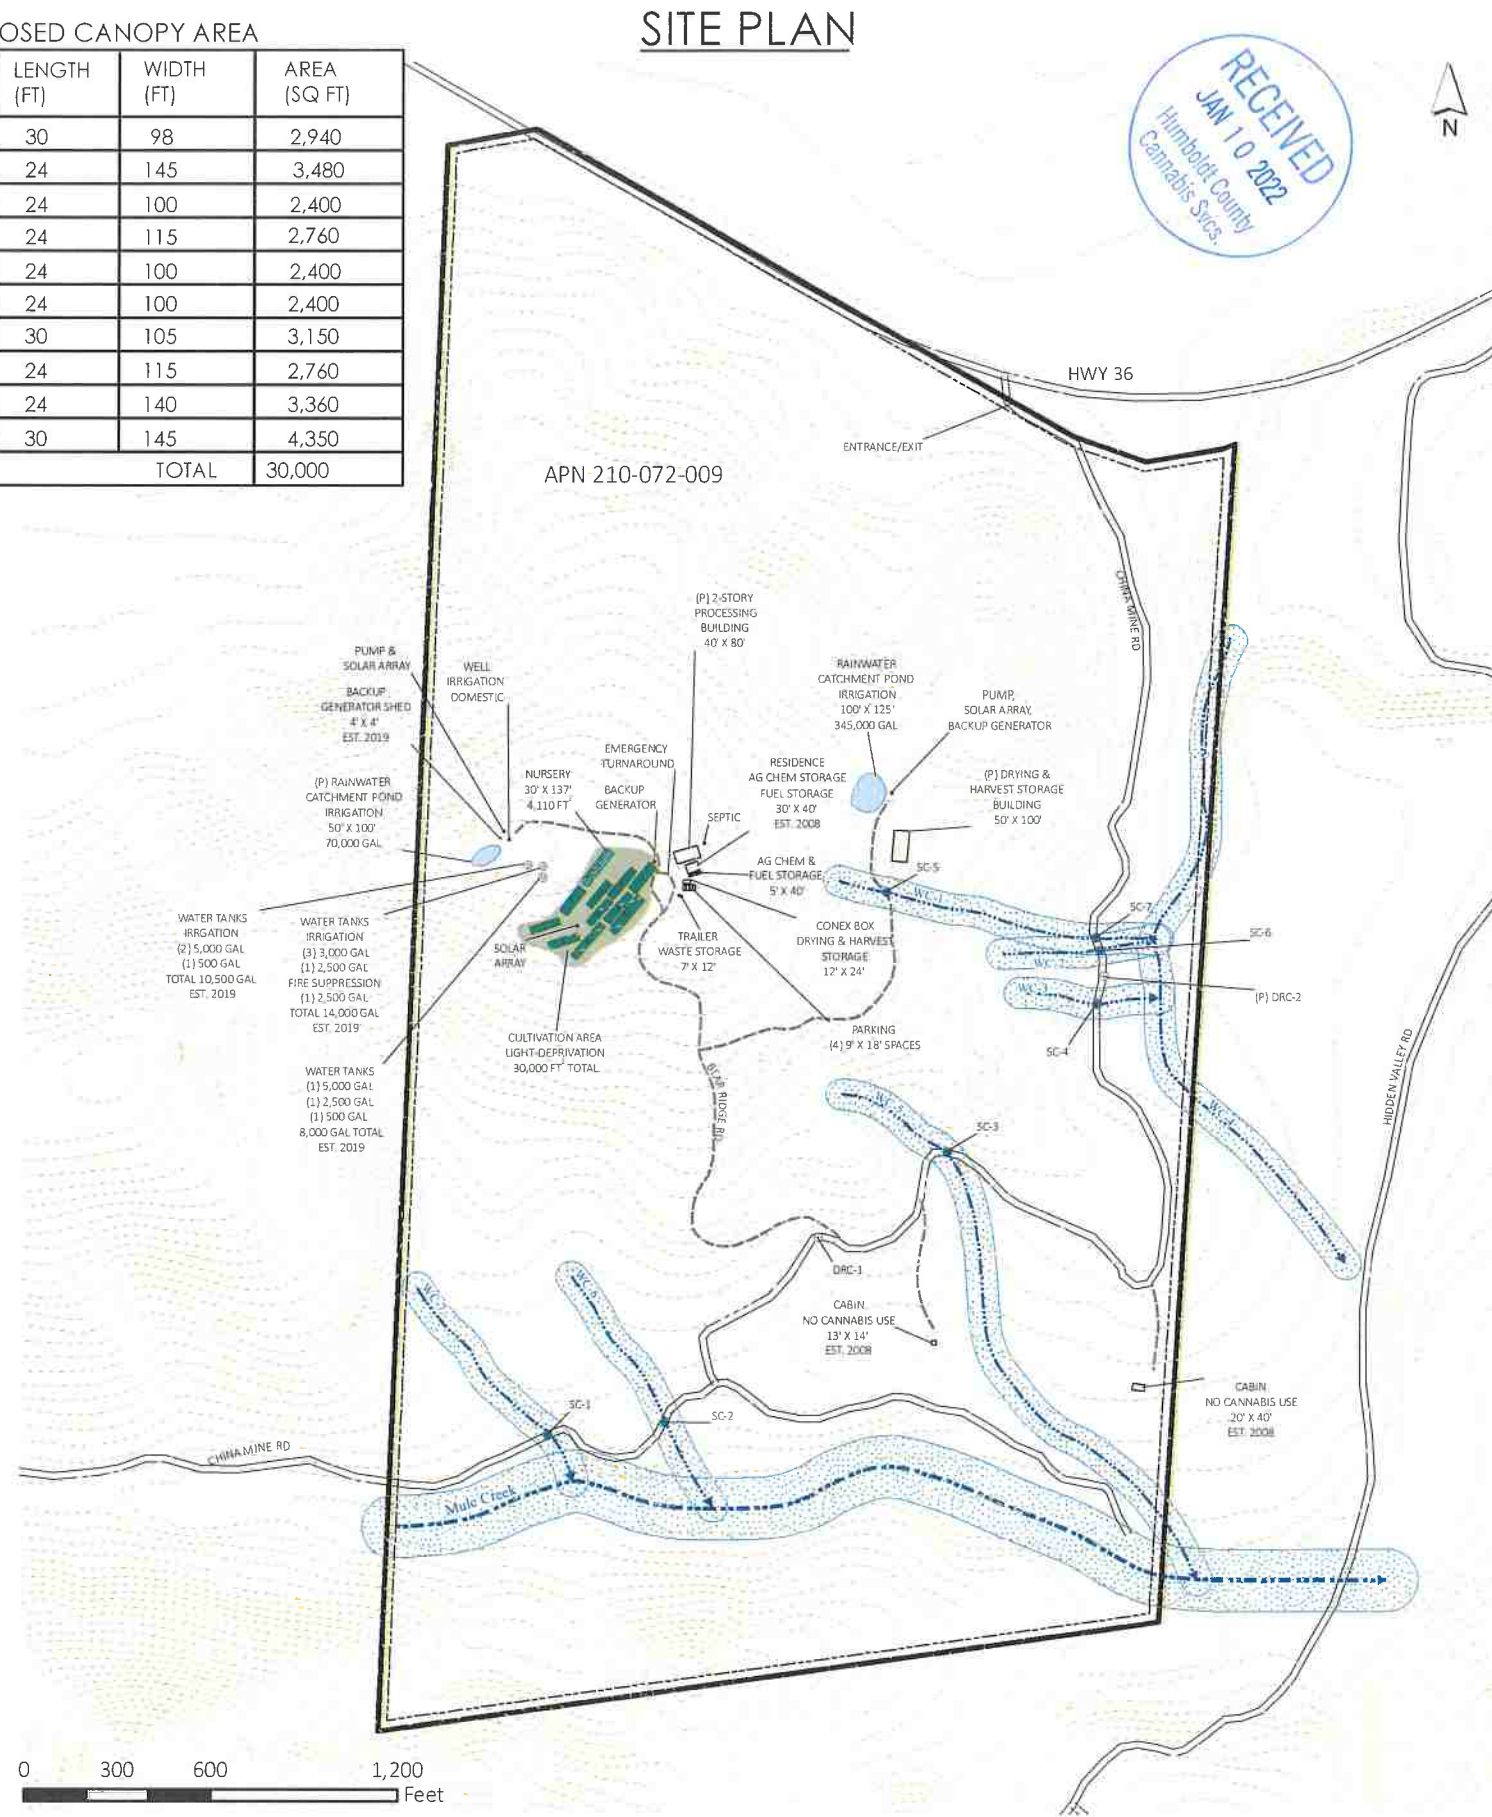 SITE PLAN
OSED CANOPY AREA
LENGTH (FT) WIDTH (FT) AREA (SQ FT)
30 98 2,940
24 145 3,480
24 100 2,400
24 115 2,760
24 100 2,400
24 100 2,400
30 105 3,150
24 115 2,760
24 140 3,360
30 145 4,350
TOTAL 30,000
RECEIVED
JAN 10 2022
Humboldt County
Cannabis Svcs.
N
HWY 36
ENTRANCE/EXIT
APN 210-072-009
CHINA MINE RD
(P) 2-STORY
PROCESSING
BUILDING
40' X 80'
PUMP &
SOLAR ARRAY
WELL
IRRIGATION
DOMESTIC
BACKUP
GENERATOR SHED
4' X 4'
EST. 2019
RAINWATER
CATCHMENT POND
IRRIGATION
100' X 125'
345,000 GAL
PUMP,
SOLAR ARRAY,
BACKUP GENERATOR
EMERGENCY
TURNAROUND
NURSERY
30' X 137'
4,110 FT²
BACKUP
GENERATOR
RESIDENCE
AG CHEM STORAGE
FUEL STORAGE
30' X 40'
EST. 2008
(P) DRYING &
HARVEST STORAGE
BUILDING
50' X 100'
(P) RAINWATER
CATCHMENT POND
IRRIGATION
50' X 100'
70,000 GAL
SEPTIC
AG CHEM &
FUEL STORAGE
5' X 40'
SC-5
WC-1
SC-7
SC-6
WATER TANKS
IRRGATION
(2) 5,000 GAL
(1) 500 GAL
TOTAL 10,500 GAL
EST. 2019
WATER TANKS
IRRIGATION
(3) 3,000 GAL
(1) 2,500 GAL
FIRE SUPPRESSION
(1) 2,500 GAL
TOTAL 14,000 GAL
EST. 2019
SOLAR
ARRAY
TRAILER
WASTE STORAGE
7' X 12'
CONEX BOX
DRYING & HARVEST
STORAGE
12' X 24'
WC-3
(P) DRC-2
CULTIVATION AREA
LIGHT-DEPRIVATION
30,000 FT² TOTAL
PARKING
(4) 9' X 18' SPACES
SC-4
HIDDEN VALLEY RD
WATER TANKS
(1) 5,000 GAL
(1) 2,500 GAL
(1) 500 GAL
8,000 GAL TOTAL
EST. 2019
BEAR RIDGE RD
WC-5
SC-3
DRC-1
WC-7
WC-6
CABIN
NO CANNABIS USE
13' X 14'
EST. 2008
CABIN
NO CANNABIS USE
20' X 40'
EST. 2008
SC-1
SC-2
CHINA MINE RD
Mule Creek
0 300 600 1,200
Feet